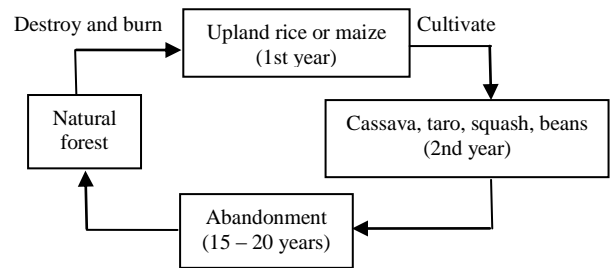 Destroy and burn
Upland rice or maize
(1st year)
Cultivate
Natural
forest
Cassava, taro, squash, beans
(2nd year)
Abandonment
(15 – 20 years)